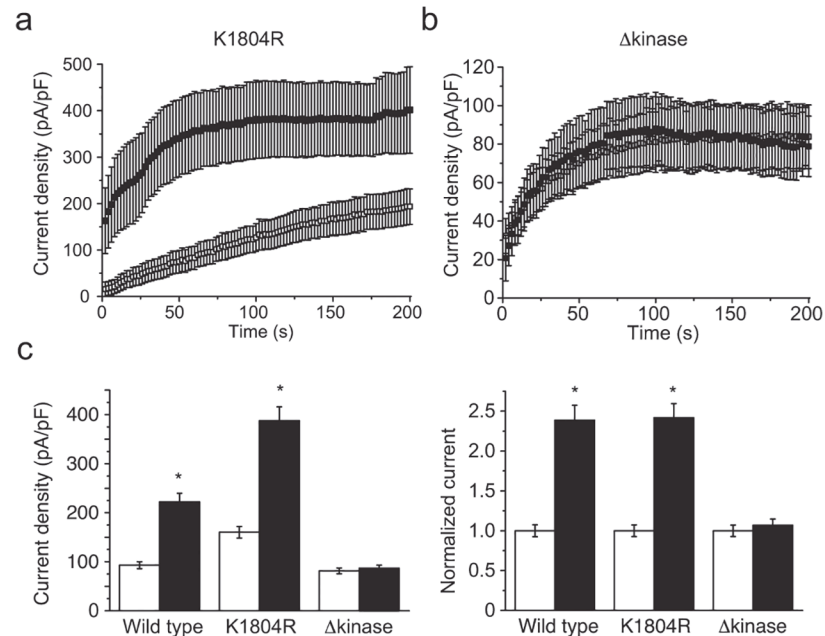 a
K1804R
Current density (pA/pF)
500
400
300
200
100
0
0 50 100 150 200
Time (s)
b
Δkinase
Current density (pA/pF)
120
100
80
60
40
20
0
0 50 100 150 200
Time (s)
c
Current density (pA/pF)
400
300
200
100
0
*
*
Wild type K1804R Δkinase
Normalized current
2.5
2.0
1.5
1.0
0.5
0
*
*
Wild type K1804R Δkinase